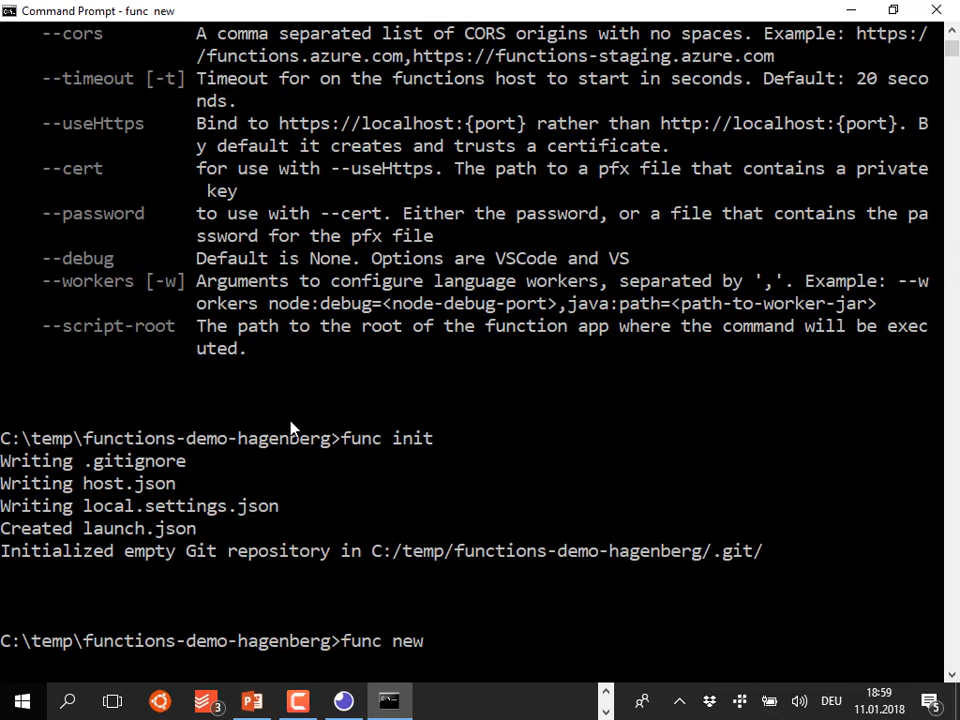 Command Prompt - func  new
--cors A comma separated list of CORS origins with no spaces. Example: https:/
/functions.azure.com,https://functions-staging.azure.com
--timeout [-t] Timeout for on the functions host to start in seconds. Default: 20 seco
nds.
--useHttps Bind to https://localhost:{port} rather than http://localhost:{port}. B
y default it creates and trusts a certificate.
--cert for use with --useHttps. The path to a pfx file that contains a private
key
--password to use with --cert. Either the password, or a file that contains the pa
ssword for the pfx file
--debug Default is None. Options are VSCode and VS
--workers [-w] Arguments to configure language workers, separated by ','. Example: --w
orkers node:debug=<node-debug-port>,java:path=<path-to-worker-jar>
--script-root The path to the root of the function app where the command will be exec
uted.
C:\temp\functions-demo-hagenberg>func init
Writing .gitignore
Writing host.json
Writing local.settings.json
Created launch.json
Initialized empty Git repository in C:/temp/functions-demo-hagenberg/.git/
C:\temp\functions-demo-hagenberg>func new
3
DEU
18:59
11.01.2018
5